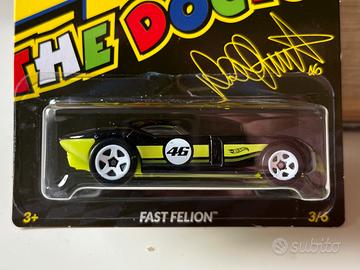 THE DOCTOR
46
46
3+
FAST FELION™
3/6
subito